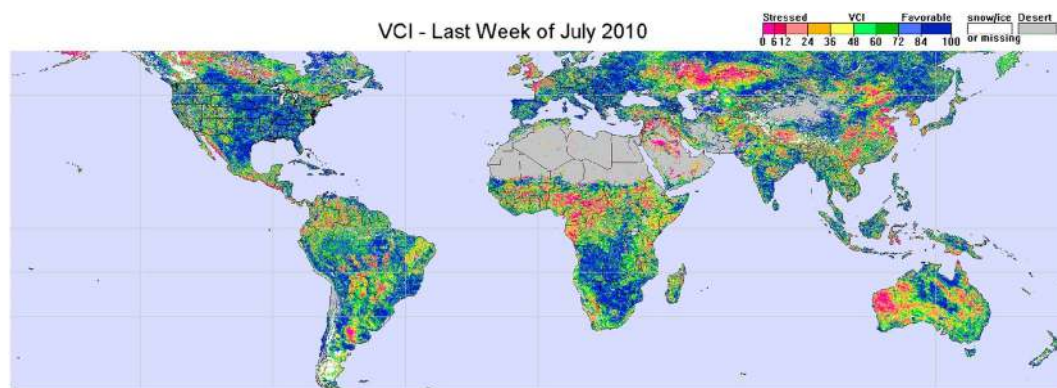 VCI - Last Week of July 2010
Stressed VCI Favorable snow/ice Desert
0 6 12 24 36 48 60 72 84 100 or missing